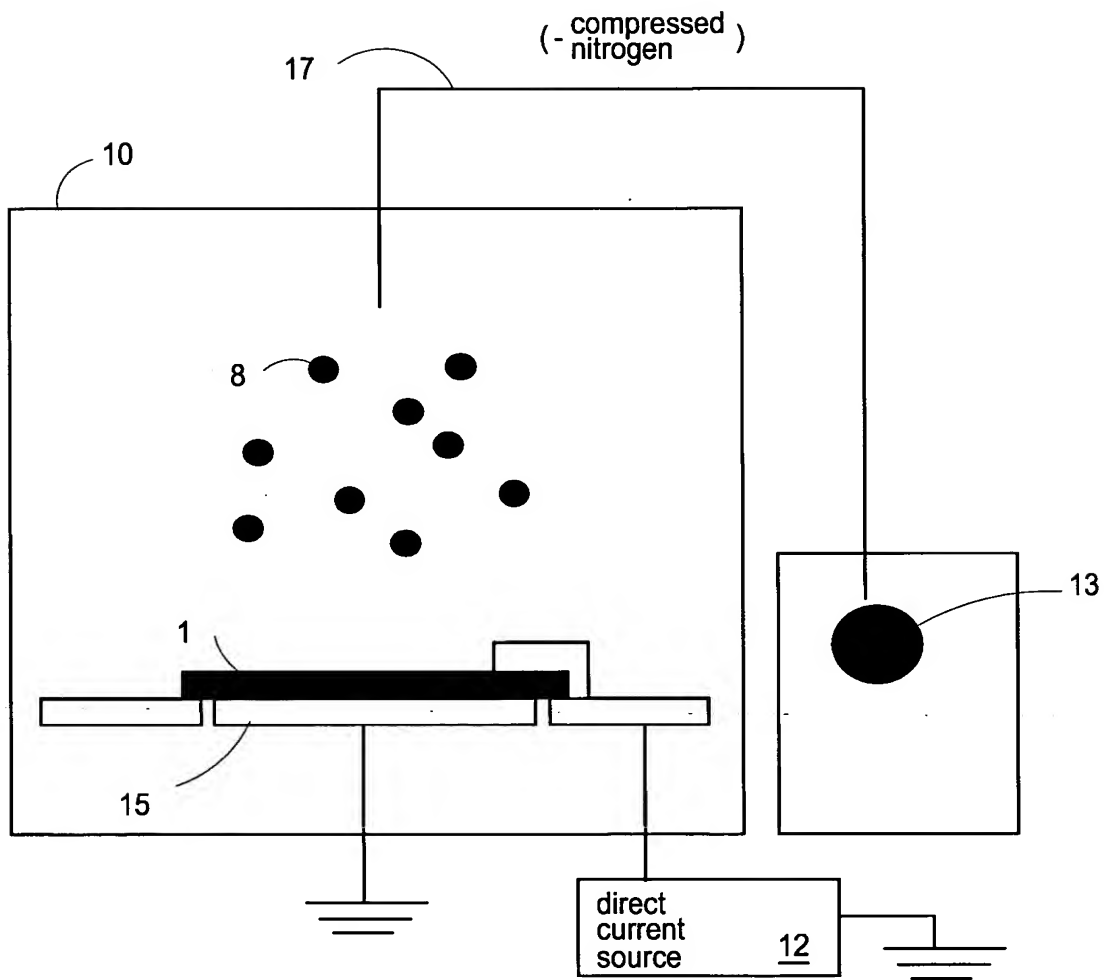 (- compressed
nitrogen )
17
10
8
13
1
15
direct
current
source 12